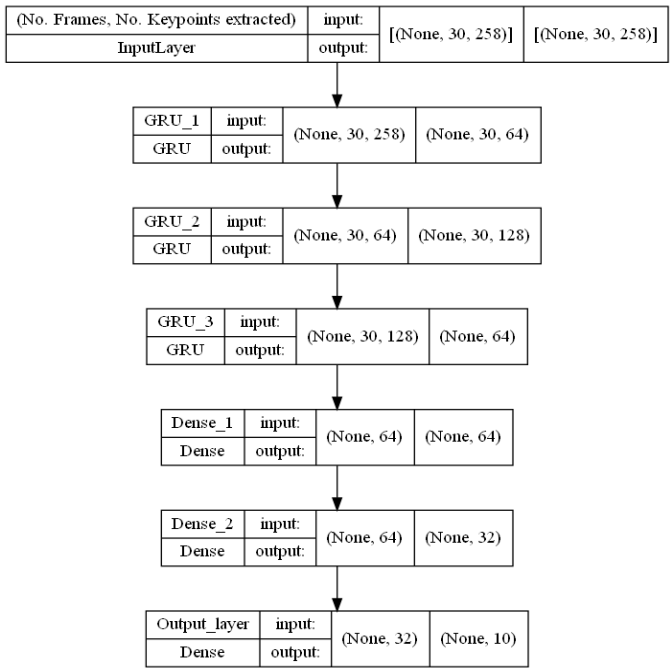 (No. Frames, No. Keypoints extracted) input: [(None, 30, 258)] [(None, 30, 258)]
InputLayer output:
GRU_1 input: (None, 30, 258) (None, 30, 64)
GRU output:
GRU_2 input: (None, 30, 64) (None, 30, 128)
GRU output:
GRU_3 input: (None, 30, 128) (None, 64)
GRU output:
Dense_1 input: (None, 64) (None, 64)
Dense output:
Dense_2 input: (None, 64) (None, 32)
Dense output:
Output_layer input: (None, 32) (None, 10)
Dense output: